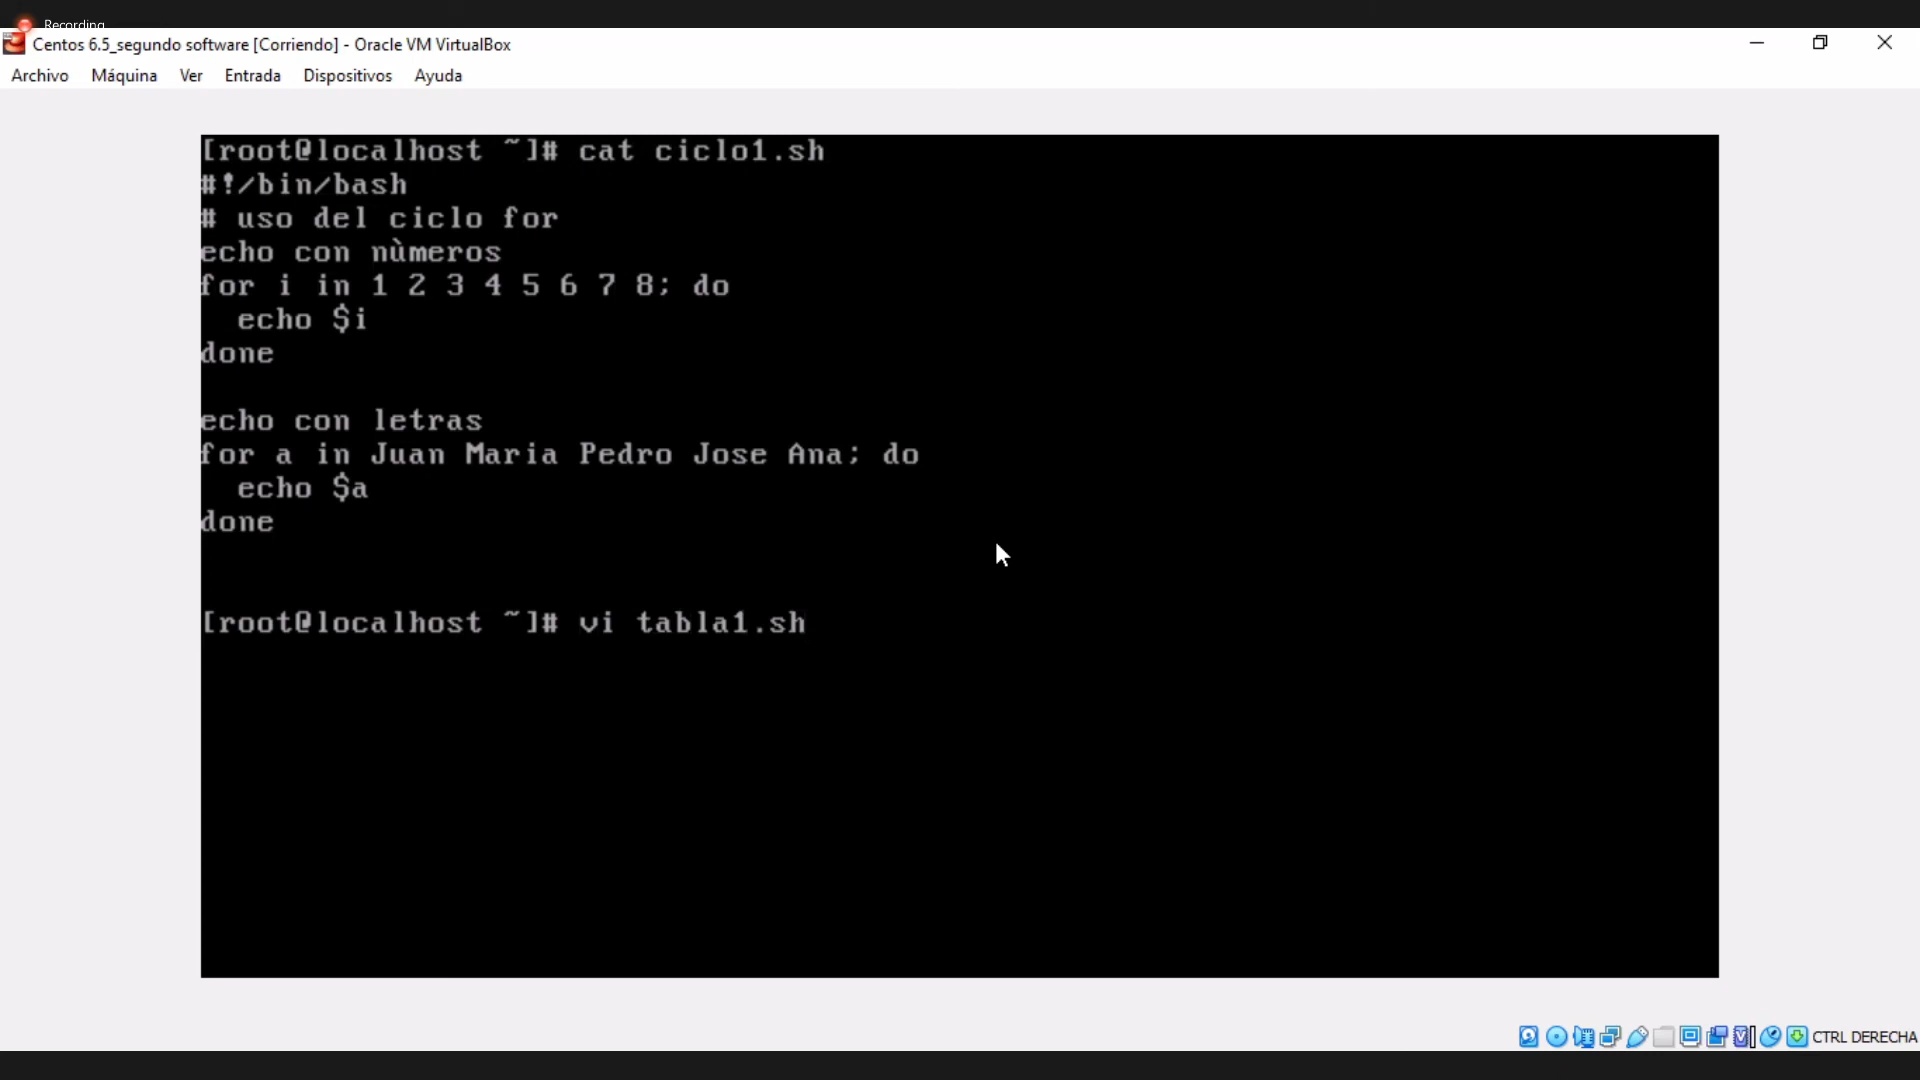 Recording
Centos 6.5_segundo software [Corriendo] - Oracle VM VirtualBox
Archivo Máquina Ver Entrada Dispositivos Ayuda
[root@localhost ~]# cat ciclo1.sh
#!/bin/bash
# uso del ciclo for
echo con nùmeros
for i in 1 2 3 4 5 6 7 8; do
  echo $i
done
echo con letras
for a in Juan Maria Pedro Jose Ana; do
  echo $a
done
[root@localhost ~]# vi tabla1.sh
CTRL DERECHA